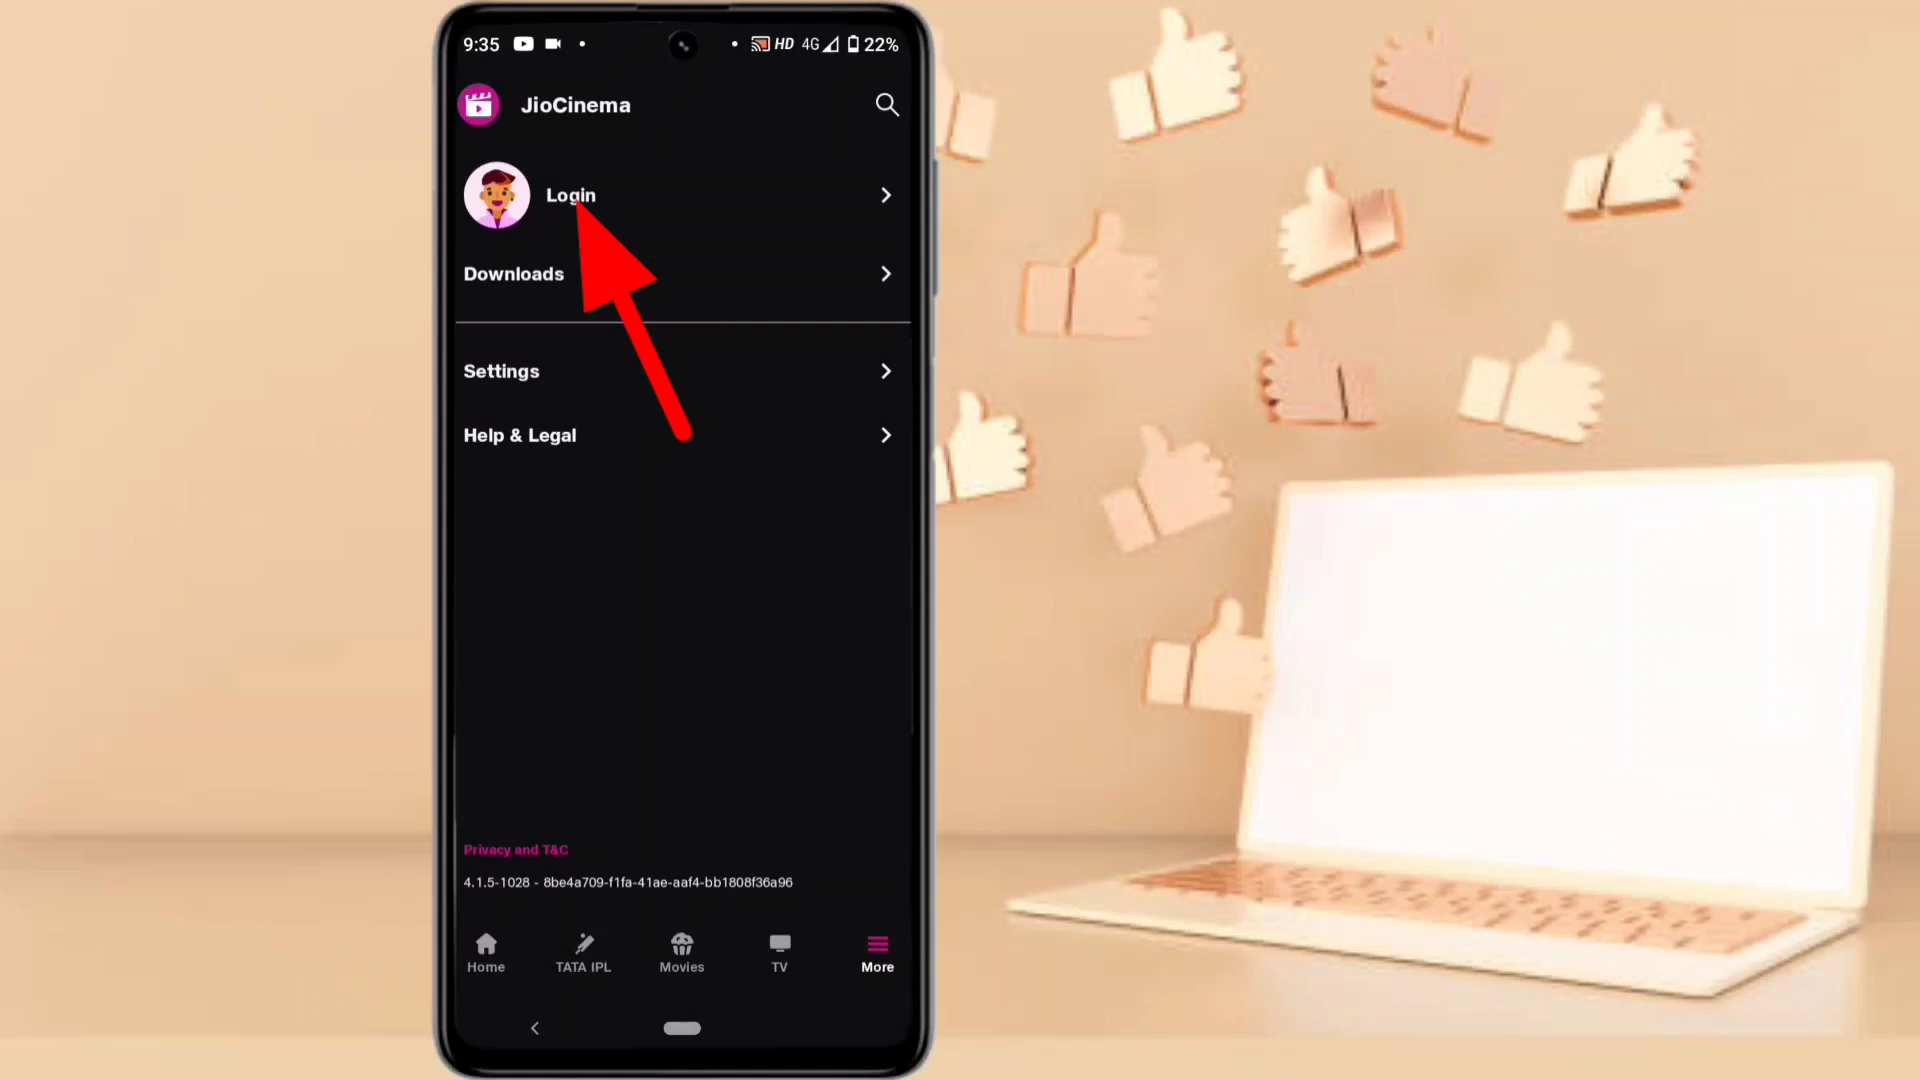 9:35 HD 4G 22%
JioCinema
Login
Downloads
Settings
Help & Legal
Privacy and T&C
4.1.5-1028 - 8be4a709-f1fa-41ae-aaf4-bb1808f36a96
Home TATA IPL Movies TV More